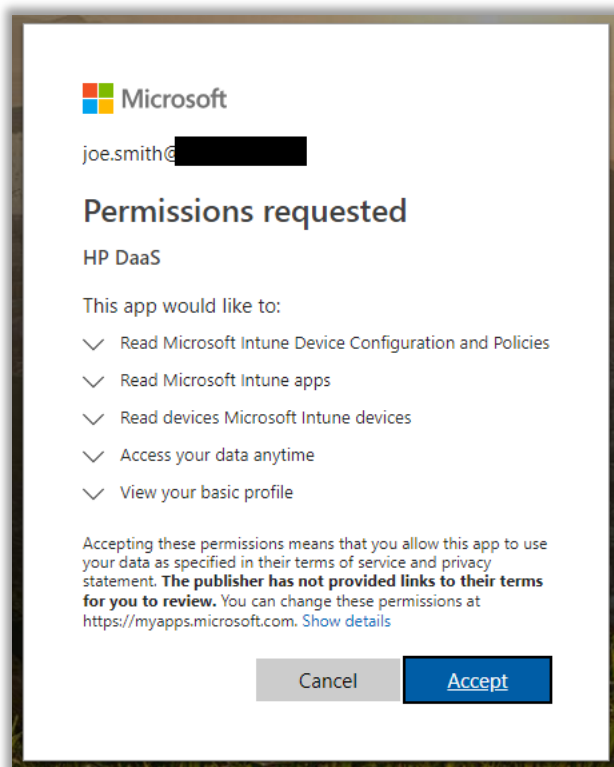 Microsoft
joe.smith@
Permissions requested
HP DaaS
This app would like to:
Read Microsoft Intune Device Configuration and Policies
Read Microsoft Intune apps
Read devices Microsoft Intune devices
Access your data anytime
View your basic profile
Accepting these permissions means that you allow this app to use
your data as specified in their terms of service and privacy
statement. The publisher has not provided links to their terms
for you to review. You can change these permissions at
https://myapps.microsoft.com. Show details
Cancel Accept